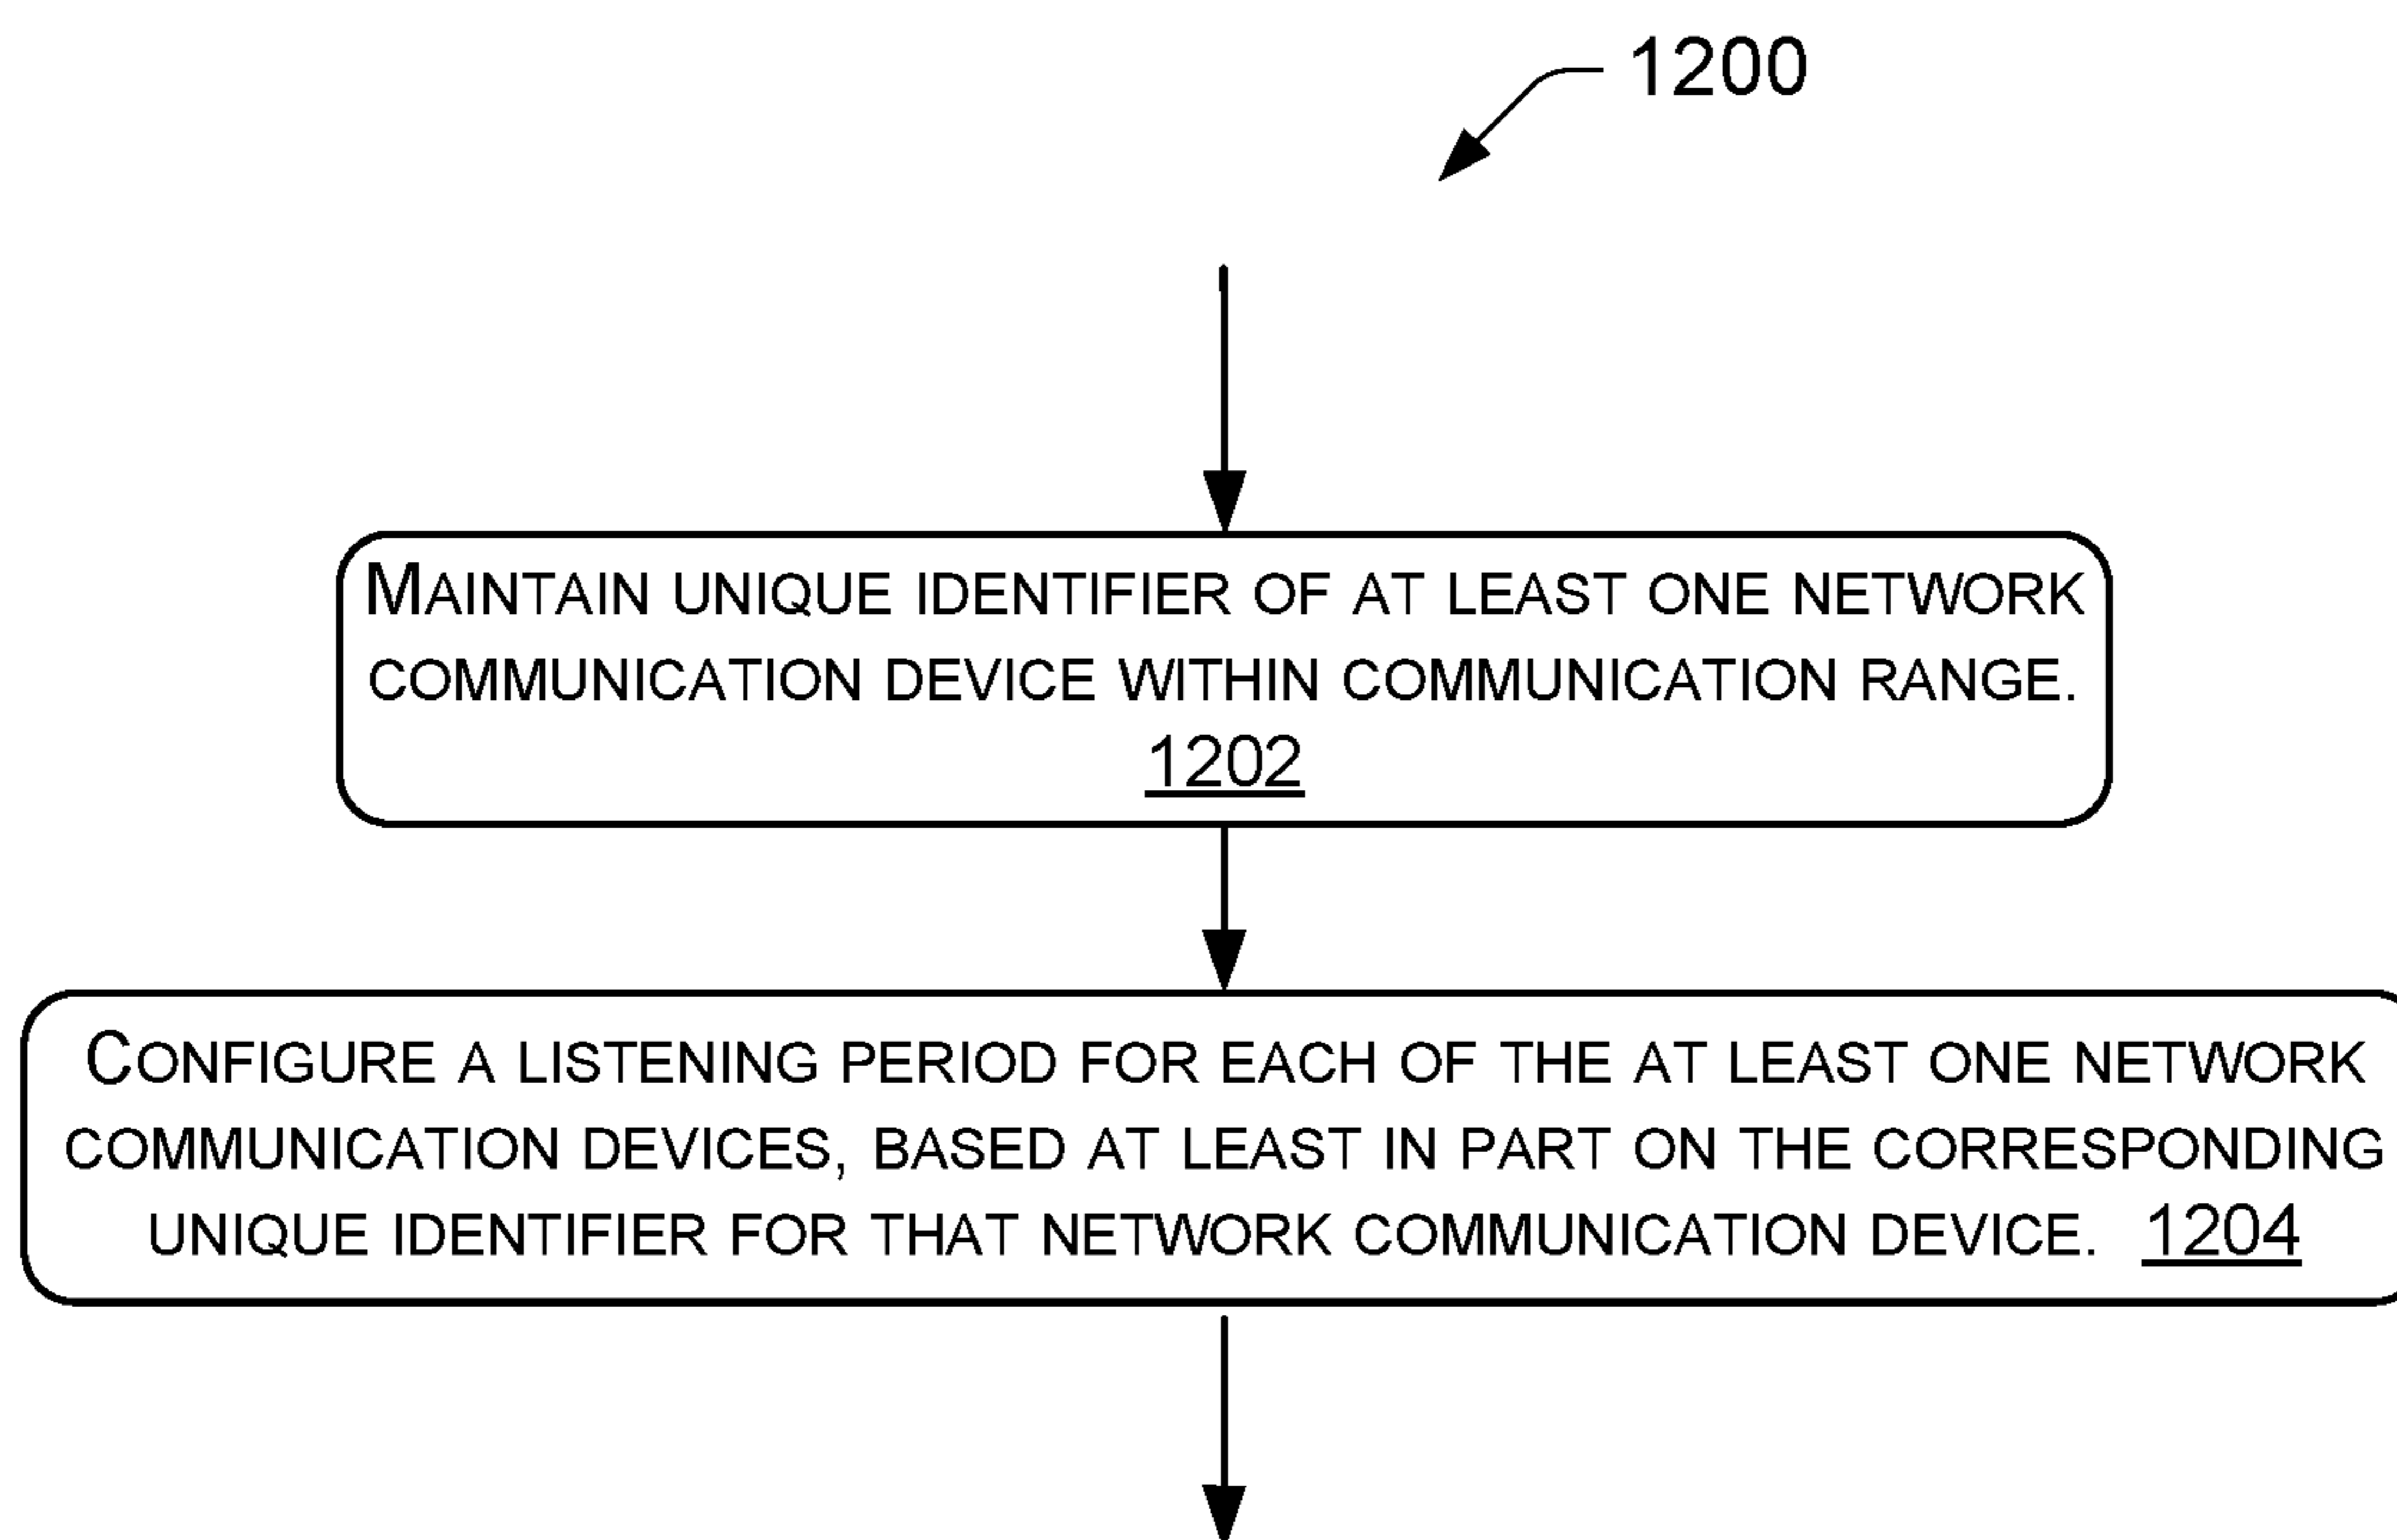 1200
MAINTAIN UNIQUE IDENTIFIER OF AT LEAST ONE NETWORK
COMMUNICATION DEVICE WITHIN COMMUNICATION RANGE.
1202
CONFIGURE A LISTENING PERIOD FOR EACH OF THE AT LEAST ONE NETWORK
COMMUNICATION DEVICES, BASED AT LEAST IN PART ON THE CORRESPONDING
UNIQUE IDENTIFIER FOR THAT NETWORK COMMUNICATION DEVICE. 1204